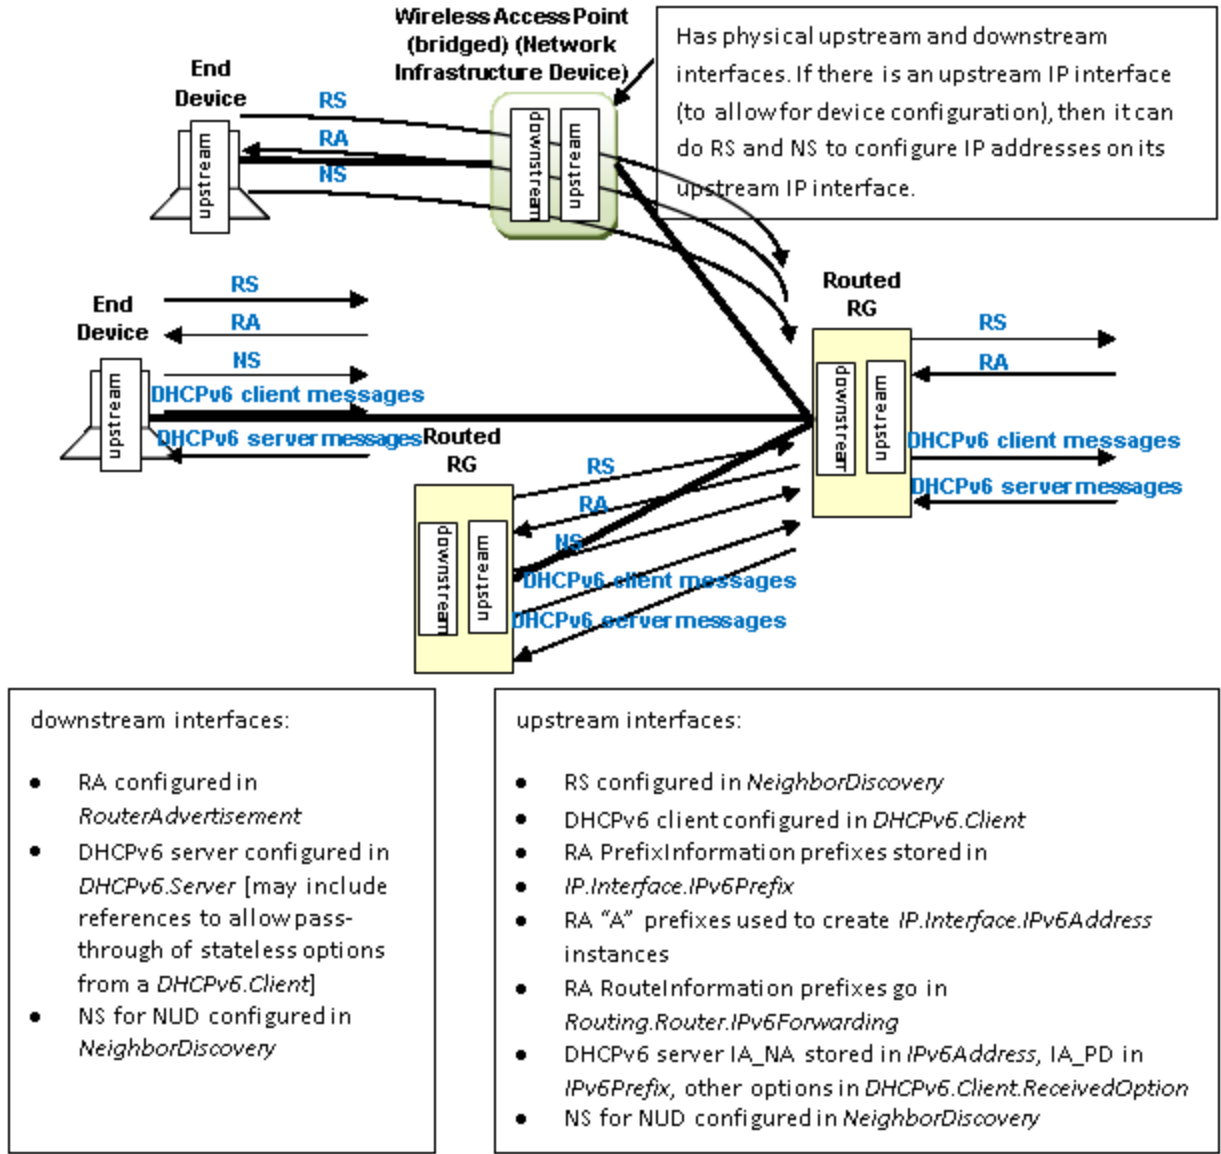 Wireless Access Point
(bridged) (Network
Infrastructure Device)
Has physical upstream and downstream
interfaces. If there is an upstream IP interface
(to allow for device configuration), then it can
do RS and NS to configure IP addresses on its
upstream IP interface.
End
Device
upstream
RS
RA
NS
downstream
upstream
End
Device
upstream
RS
RA
NS
DHCPv6 client messages
DHCPv6 server messages
Routed
RG
downstream
upstream
RS
RA
DHCPv6 client messages
DHCPv6 server messages
Routed
RG
downstream
upstream
RS
RA
NS
DHCPv6 client messages
DHCPv6 server messages
downstream interfaces:
● RA configured in
RouterAdvertisement
● DHCPv6 server configured in
DHCPv6.Server [may include
references to allow pass-
through of stateless options
from a DHCPv6.Client]
● NS for NUD configured in
NeighborDiscovery
upstream interfaces:
● RS configured in NeighborDiscovery
● DHCPv6 client configured in DHCPv6.Client
● RA PrefixInformation prefixes stored in
● IP.Interface.IPv6Prefix
● RA “A” prefixes used to create IP.Interface.IPv6Address
instances
● RA RouteInformation prefixes go in
Routing.Router.IPv6Forwarding
● DHCPv6 server IA_NA stored in IPv6Address, IA_PD in
IPv6Prefix, other options in DHCPv6.Client.ReceivedOption
● NS for NUD configured in NeighborDiscovery